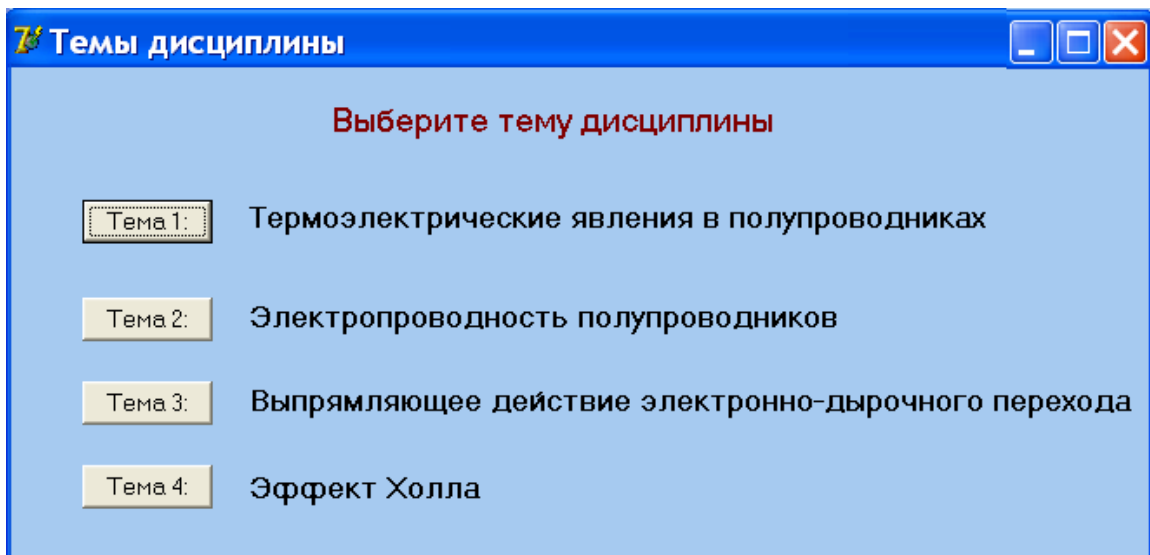 Темы дисциплины
Выберите тему дисциплины
Тема 1: Термоэлектрические явления в полупроводниках
Тема 2: Электропроводность полупроводников
Тема 3: Выпрямляющее действие электронно-дырочного перехода
Тема 4: Эффект Холла